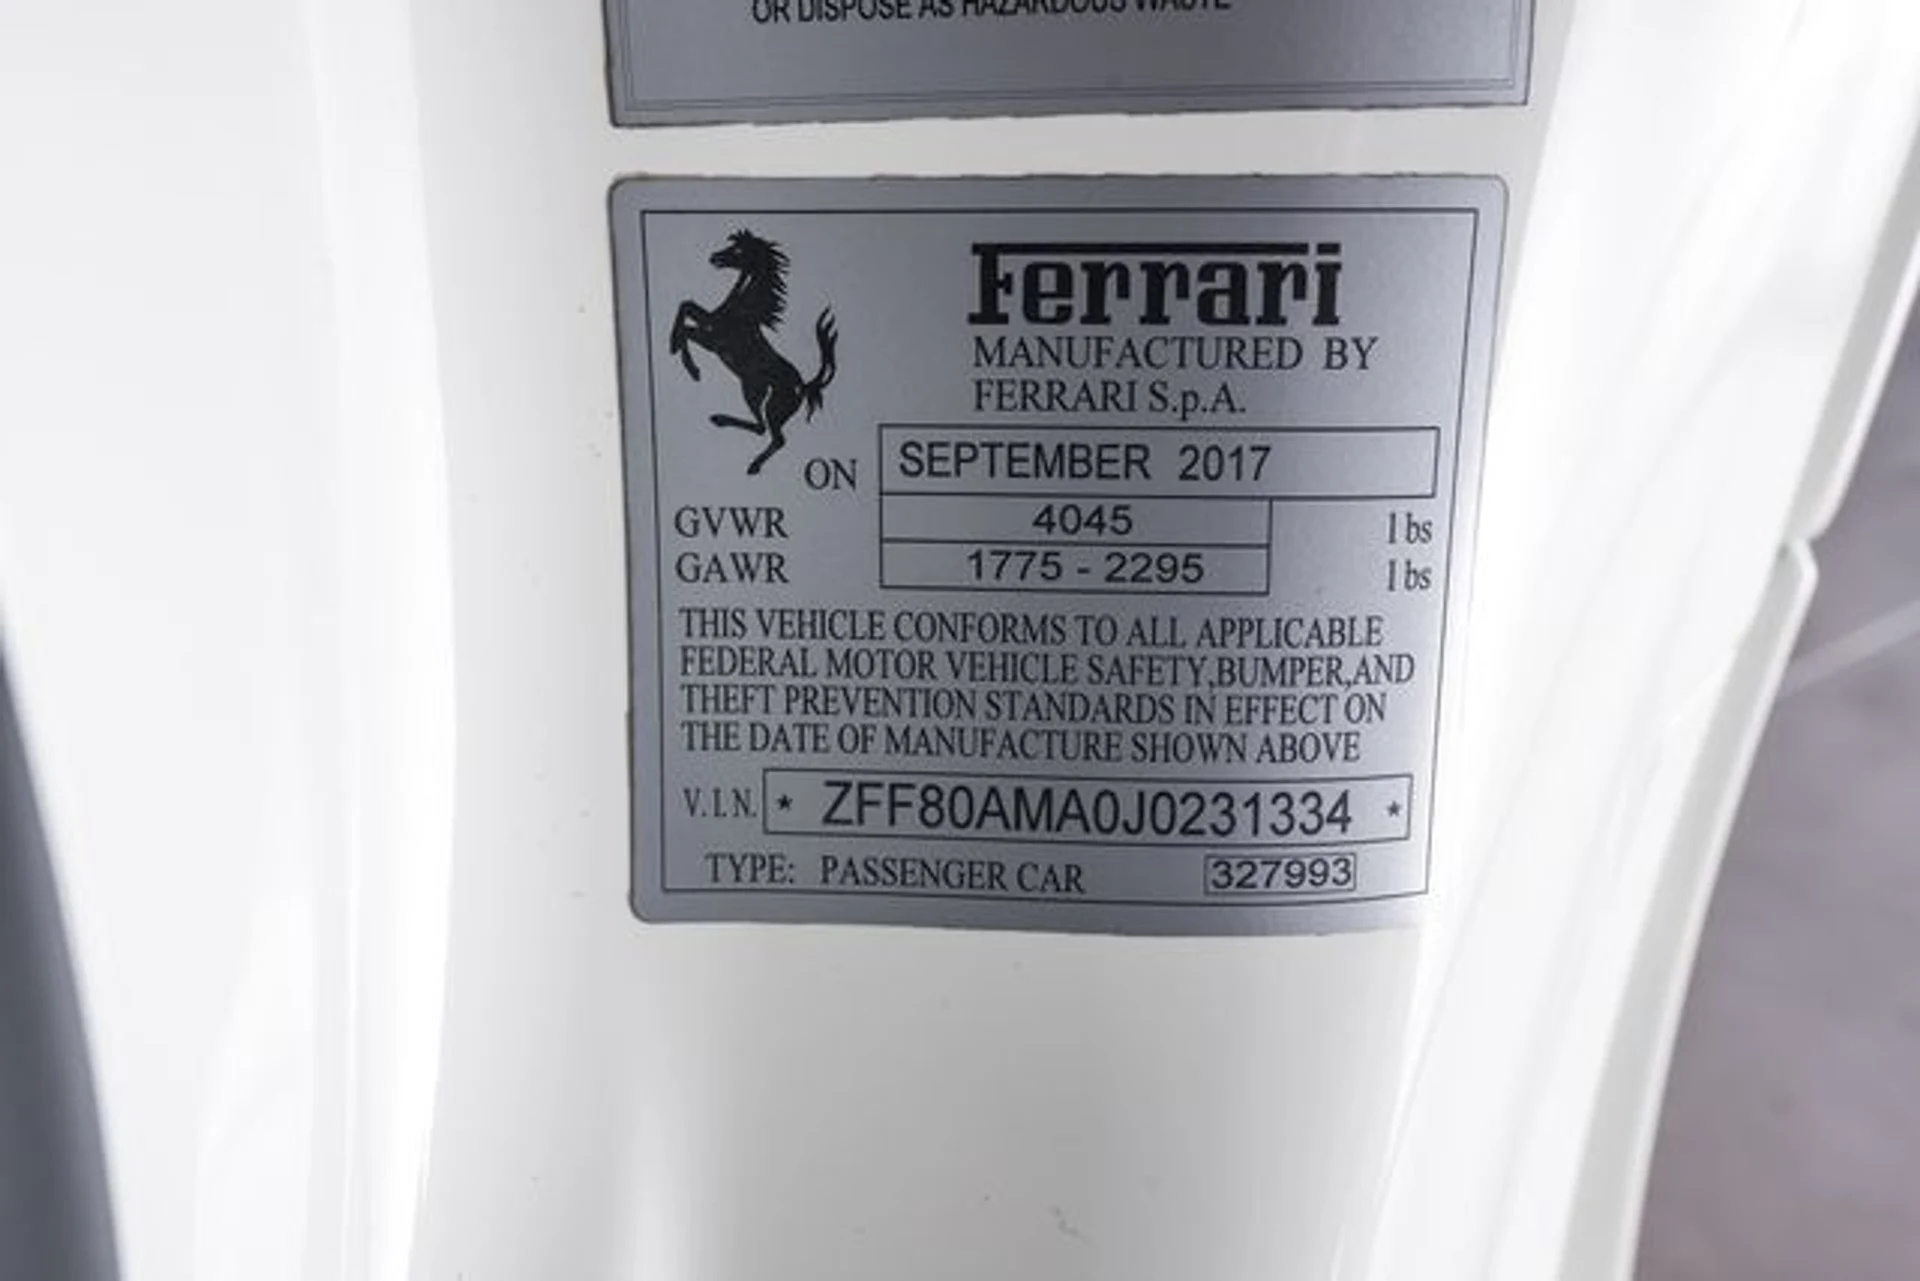 OR DISPOSE AS HAZARDOUS WASTE
Ferrari
MANUFACTURED BY
FERRARI S.p.A.
ON SEPTEMBER 2017
GVWR 4045 lbs
GAWR 1775 - 2295 lbs
THIS VEHICLE CONFORMS TO ALL APPLICABLE
FEDERAL MOTOR VEHICLE SAFETY,BUMPER,AND
THEFT PREVENTION STANDARDS IN EFFECT ON
THE DATE OF MANUFACTURE SHOWN ABOVE
V.I.N. * ZFF80AMA0J0231334 *
TYPE: PASSENGER CAR 327993